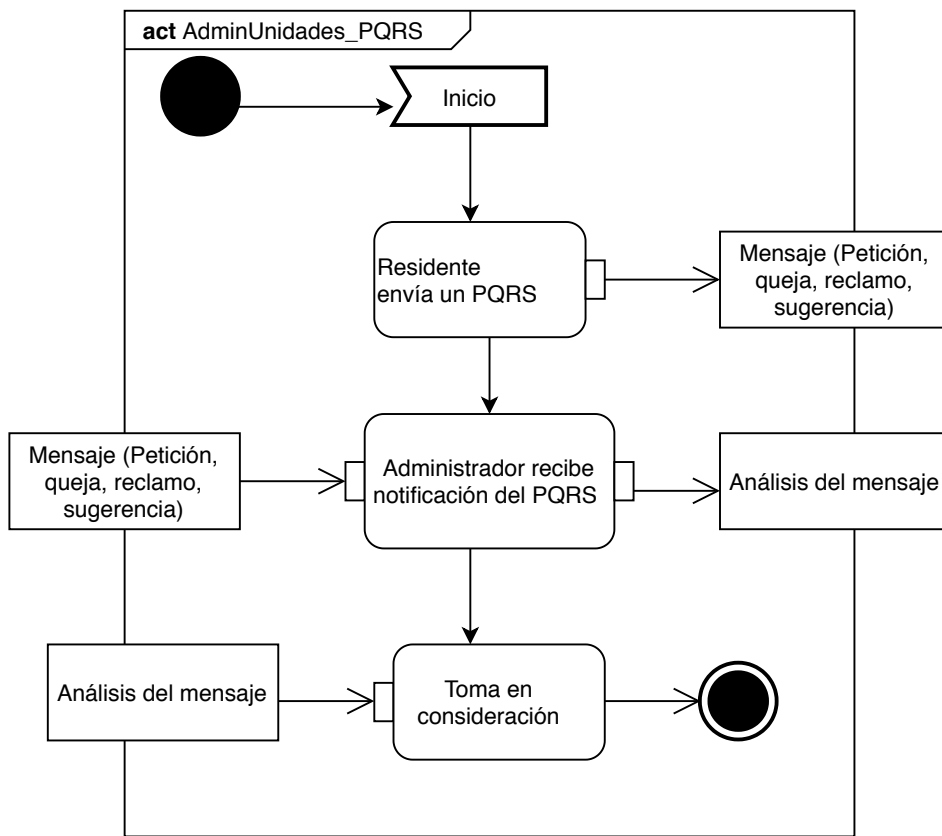 act AdminUnidades_PQRS
Inicio
Residente
envía un PQRS
Mensaje (Petición,
queja, reclamo,
sugerencia)
Mensaje (Petición,
queja, reclamo,
sugerencia)
Administrador recibe
notificación del PQRS
Análisis del mensaje
Análisis del mensaje
Toma en
consideración